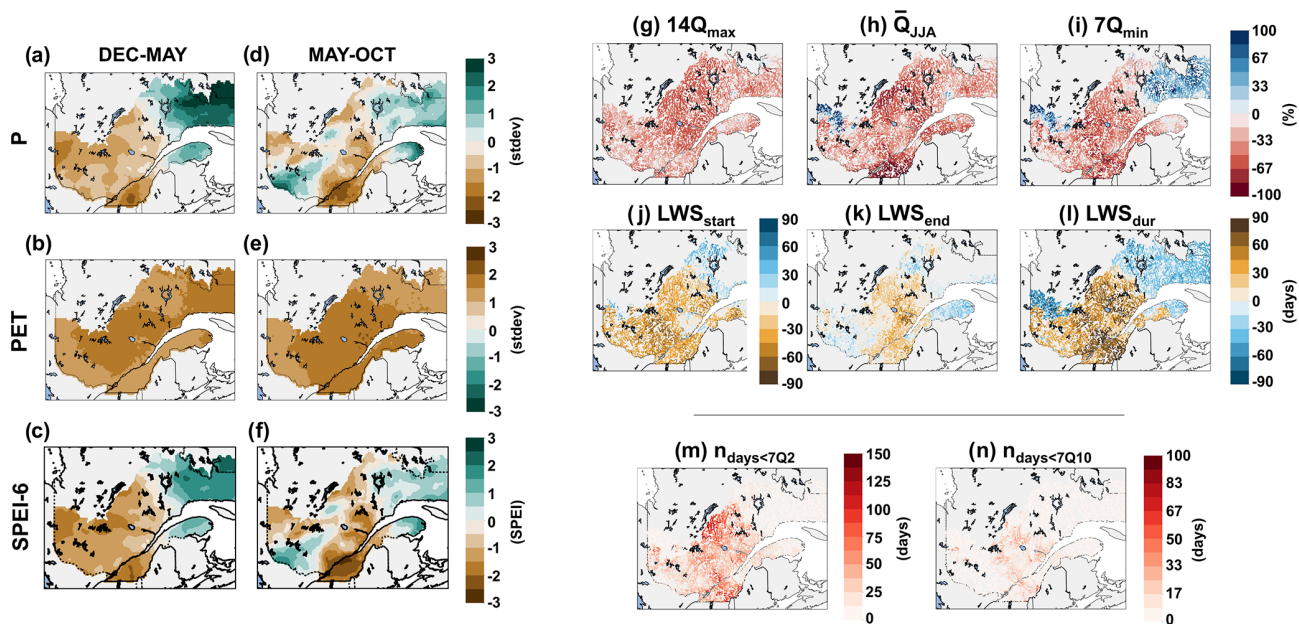 (a) DEC-MAY
(d) MAY-OCT
P
3
2
1
0
-1
-2
-3
(stdev)
(b)
(e)
PET
3
2
1
0
-1
-2
-3
(stdev)
(c)
(f)
SPEI-6
3
2
1
0
-1
-2
-3
(SPEI)
(g) 14Qmax
(h) Q̅JJA
(i) 7Qmin
100
67
33
0
-33
-67
-100
(%)
(j) LWSstart
90
60
30
0
-30
-60
-90
(k) LWSend
(l) LWSdur
90
60
30
0
-30
-60
-90
(days)
(m) ndays<7Q2
150
125
100
75
50
25
0
(days)
(n) ndays<7Q10
100
83
67
50
33
17
0
(days)